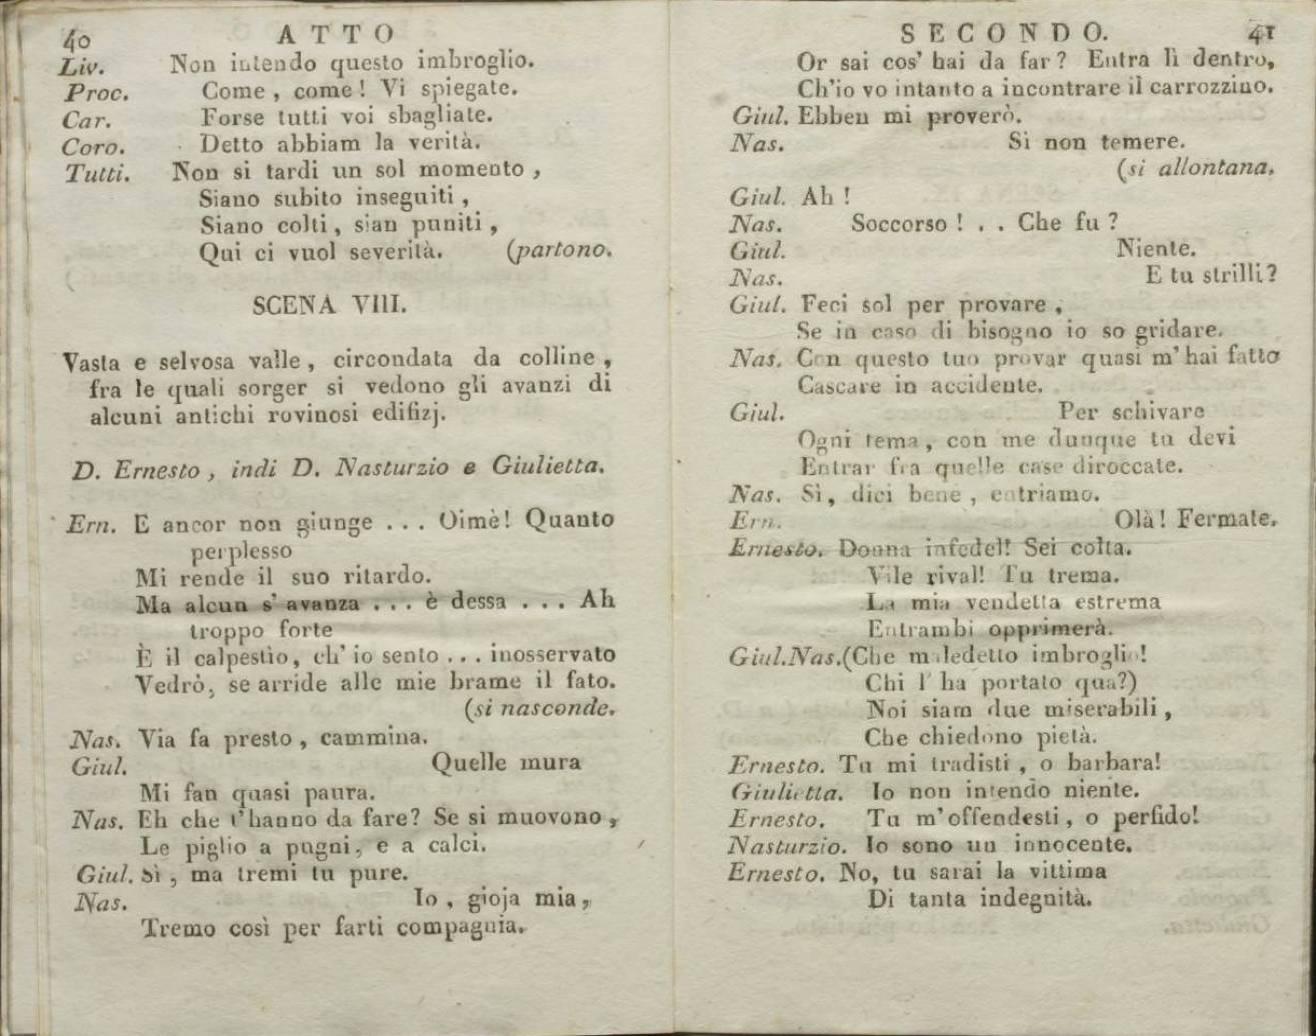 40 ATTO
Liv. Non intendo questo imbroglio.
Proc. Come, come! Vi spiegate.
Car. Forse tutti voi sbagliate.
Coro. Detto abbiam la verità.
Tutti. Non si tardi un sol momento,
Siano subito inseguiti,
Siano colti, sian puniti,
Qui ci vuol severità. (partono.
SCENA VIII.
Vasta e selvosa valle, circondata da colline,
fra le quali sorger si vedono gli avanzi di
alcuni antichi rovinosi edifizj.
D. Ernesto, indi D. Nasturzio e Giulietta.
Ern. E ancor non giunge ... Oimè! Quanto
perplesso
Mi rende il suo ritardo.
Ma alcun s' avanza ... è dessa ... Ah
troppo forte
È il calpestìo, ch' io sento ... inosservato
Vedrò, se arride alle mie brame il fato.
(si nasconde.
Nas. Via fa presto, cammina.
Giul. Quelle mura
Mi fan quasi paura.
Nas. Eh che t'hanno da fare? Se si muovono,
Le piglio a pugni, e a calci.
Giul. Sì, ma tremi tu pure.
Nas. Io, gioja mia,
Tremo così per farti compagnia.
SECONDO. 41
Or sai cos' hai da far? Entra lì dentro,
Ch'io vo intanto a incontrare il carrozzino.
Giul. Ebben mi proverò.
Nas. Sì non temere.
(si allontana.
Giul. Ah!
Nas. Soccorso! .. Che fu?
Giul. Niente.
Nas. E tu strilli?
Giul. Feci sol per provare,
Se in caso di bisogno io so gridare.
Nas. Con questo tuo provar quasi m' hai fatto
Cascare in accidente.
Giul. Per schivare
Ogni tema, con me dunque tu devi
Entrar fra quelle case diroccate.
Nas. Sì, dici bene, entriamo.
Ern. Olà! Fermate.
Ernesto. Donna infedel! Sei colta.
Vile rival! Tu trema.
La mia vendetta estrema
Entrambi opprimerà.
Giul.Nas.(Che maledetto imbroglio!
Chi l' ha portato qua?)
Noi siam due miserabili,
Che chiedono pietà.
Ernesto. Tu mi tradisti, o barbara!
Giulietta. Io non intendo niente.
Ernesto. Tu m' offendesti, o perfido!
Nasturzio. Io sono un innocente.
Ernesto. No, tu sarai la vittima
Di tanta indegnità.